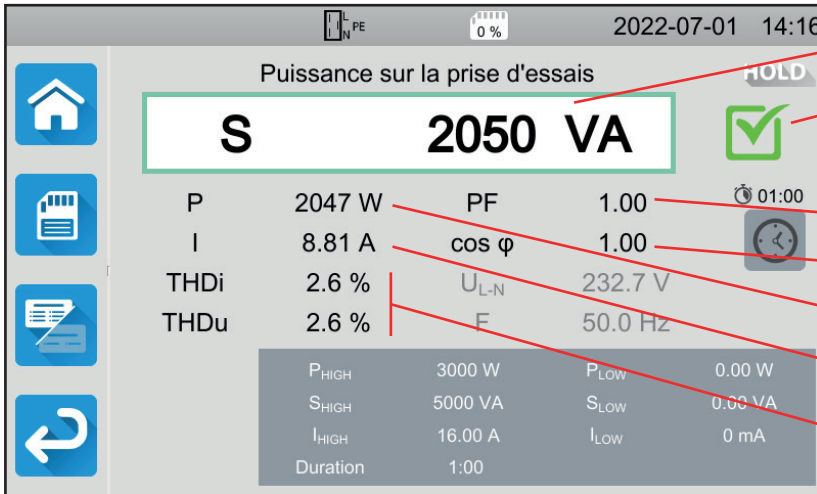 L
N PE 0 % 2022-07-01 14:16
Puissance sur la prise d'essais HOLD
S 2050 VA
P 2047 W PF 1.00 01:00
I 8.81 A cos φ 1.00
THDi 2.6 % UL-N 232.7 V
THDu 2.6 % F 50.0 Hz
PHIGH 3000 W PLOW 0.00 W
SHIGH 5000 VA SLOW 0.00 VA
IHIGH 16.00 A ILOW 0 mA
Duration 1:00